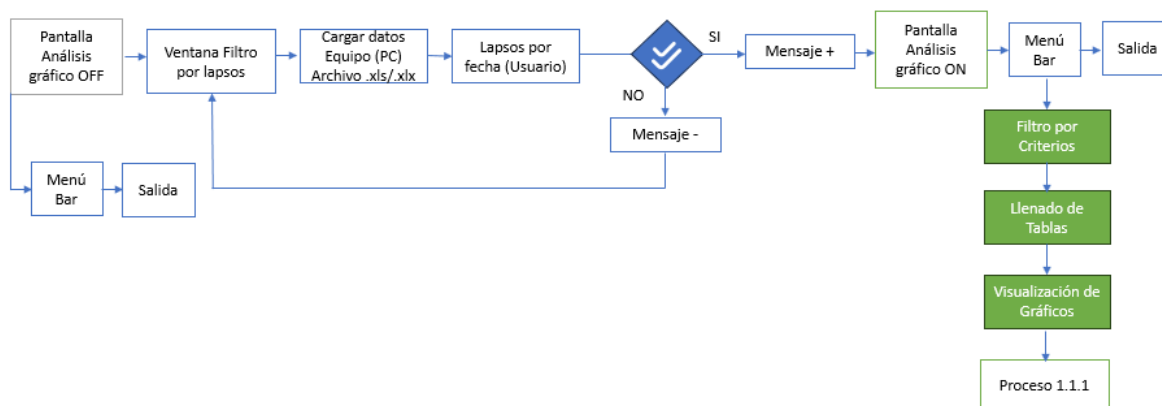 Pantalla
Análisis
gráfico OFF
Ventana Filtro
por lapsos
Cargar datos
Equipo (PC)
Archivo .xls/.xlx
Lapsos por
fecha (Usuario)
SI
NO
Mensaje +
Mensaje -
Pantalla
Análisis
gráfico ON
Menú
Bar
Salida
Menú
Bar
Salida
Filtro por
Criterios
Llenado de
Tablas
Visualización de
Gráficos
Proceso 1.1.1